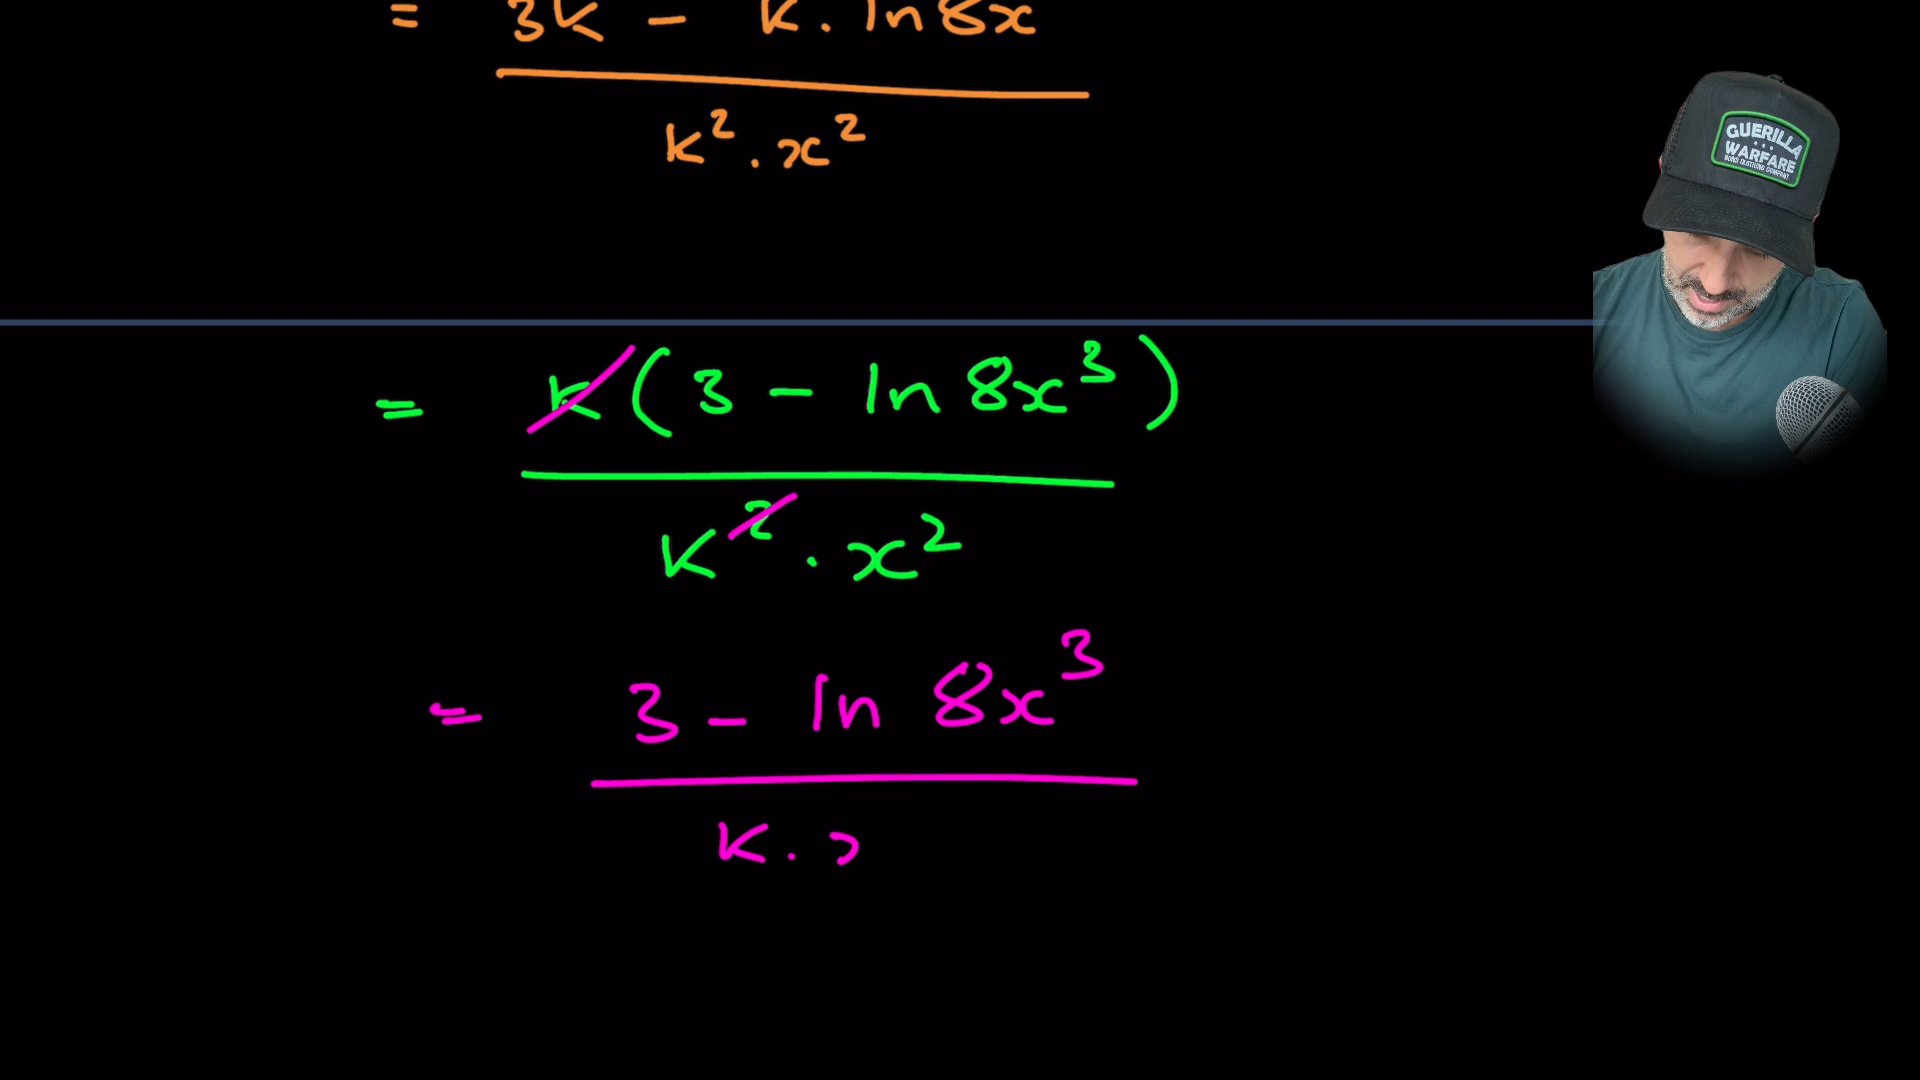 = 3k - k . ln 8x
k² . x²
= k ( 3 - ln 8x³ )
k² . x²
= 3 - ln 8x³
k .
GUERILLA
WARFARE